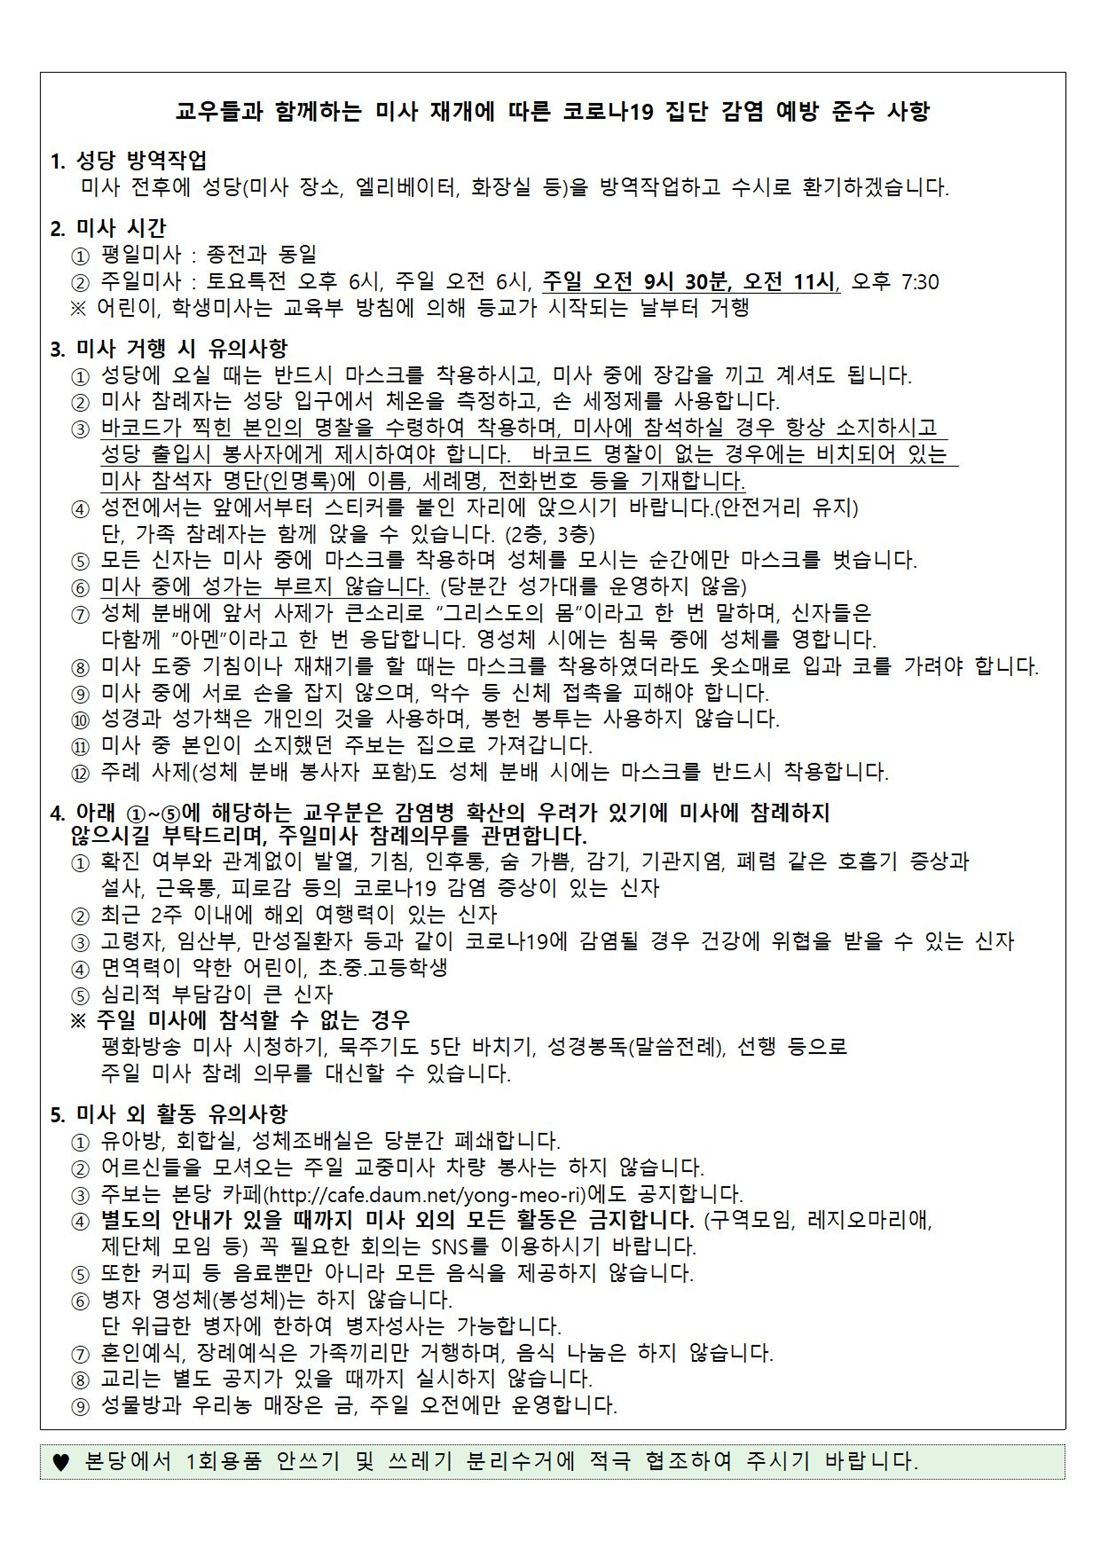 교우들과 함께하는 미사 재개에 따른 코로나19 집단 감염 예방 준수 사항
1. 성당 방역작업
미사 전후에 성당(미사 장소, 엘리베이터, 화장실 등)을 방역작업하고 수시로 환기하겠습니다.
2. 미사 시간
① 평일미사 : 종전과 동일
② 주일미사 : 토요특전 오후 6시, 주일 오전 6시, 주일 오전 9시 30분, 오전 11시, 오후 7:30
※ 어린이, 학생미사는 교육부 방침에 의해 등교가 시작되는 날부터 거행
3. 미사 거행 시 유의사항
① 성당에 오실 때는 반드시 마스크를 착용하시고, 미사 중에 장갑을 끼고 계셔도 됩니다.
② 미사 참례자는 성당 입구에서 체온을 측정하고, 손 세정제를 사용합니다.
③ 바코드가 찍힌 본인의 명찰을 수령하여 착용하며, 미사에 참석하실 경우 항상 소지하시고
성당 출입시 봉사자에게 제시하여야 합니다. 바코드 명찰이 없는 경우에는 비치되어 있는
미사 참석자 명단(인명록)에 이름, 세례명, 전화번호 등을 기재합니다.
④ 성전에서는 앞에서부터 스티커를 붙인 자리에 앉으시기 바랍니다.(안전거리 유지)
단, 가족 참례자는 함께 앉을 수 있습니다. (2층, 3층)
⑤ 모든 신자는 미사 중에 마스크를 착용하며 성체를 모시는 순간에만 마스크를 벗습니다.
⑥ 미사 중에 성가는 부르지 않습니다. (당분간 성가대를 운영하지 않음)
⑦ 성체 분배에 앞서 사제가 큰소리로 “그리스도의 몸”이라고 한 번 말하며, 신자들은
다함께 “아멘”이라고 한 번 응답합니다. 영성체 시에는 침묵 중에 성체를 영합니다.
⑧ 미사 도중 기침이나 재채기를 할 때는 마스크를 착용하였더라도 옷소매로 입과 코를 가려야 합니다.
⑨ 미사 중에 서로 손을 잡지 않으며, 악수 등 신체 접촉을 피해야 합니다.
⑩ 성경과 성가책은 개인의 것을 사용하며, 봉헌 봉투는 사용하지 않습니다.
⑪ 미사 중 본인이 소지했던 주보는 집으로 가져갑니다.
⑫ 주례 사제(성체 분배 봉사자 포함)도 성체 분배 시에는 마스크를 반드시 착용합니다.
4. 아래 ①~⑤에 해당하는 교우분은 감염병 확산의 우려가 있기에 미사에 참례하지
않으시길 부탁드리며, 주일미사 참례의무를 관면합니다.
① 확진 여부와 관계없이 발열, 기침, 인후통, 숨 가쁨, 감기, 기관지염, 폐렴 같은 호흡기 증상과
설사, 근육통, 피로감 등의 코로나19 감염 증상이 있는 신자
② 최근 2주 이내에 해외 여행력이 있는 신자
③ 고령자, 임산부, 만성질환자 등과 같이 코로나19에 감염될 경우 건강에 위협을 받을 수 있는 신자
④ 면역력이 약한 어린이, 초.중.고등학생
⑤ 심리적 부담감이 큰 신자
※ 주일 미사에 참석할 수 없는 경우
평화방송 미사 시청하기, 묵주기도 5단 바치기, 성경봉독(말씀전례), 선행 등으로
주일 미사 참례 의무를 대신할 수 있습니다.
5. 미사 외 활동 유의사항
① 유아방, 회합실, 성체조배실은 당분간 폐쇄합니다.
② 어르신들을 모셔오는 주일 교중미사 차량 봉사는 하지 않습니다.
③ 주보는 본당 카페(http://cafe.daum.net/yong-meo-ri)에도 공지합니다.
④ 별도의 안내가 있을 때까지 미사 외의 모든 활동은 금지합니다. (구역모임, 레지오마리애,
제단체 모임 등) 꼭 필요한 회의는 SNS를 이용하시기 바랍니다.
⑤ 또한 커피 등 음료뿐만 아니라 모든 음식을 제공하지 않습니다.
⑥ 병자 영성체(봉성체)는 하지 않습니다.
단 위급한 병자에 한하여 병자성사는 가능합니다.
⑦ 혼인예식, 장례예식은 가족끼리만 거행하며, 음식 나눔은 하지 않습니다.
⑧ 교리는 별도 공지가 있을 때까지 실시하지 않습니다.
⑨ 성물방과 우리농 매장은 금, 주일 오전에만 운영합니다.
♥ 본당에서 1회용품 안쓰기 및 쓰레기 분리수거에 적극 협조하여 주시기 바랍니다.